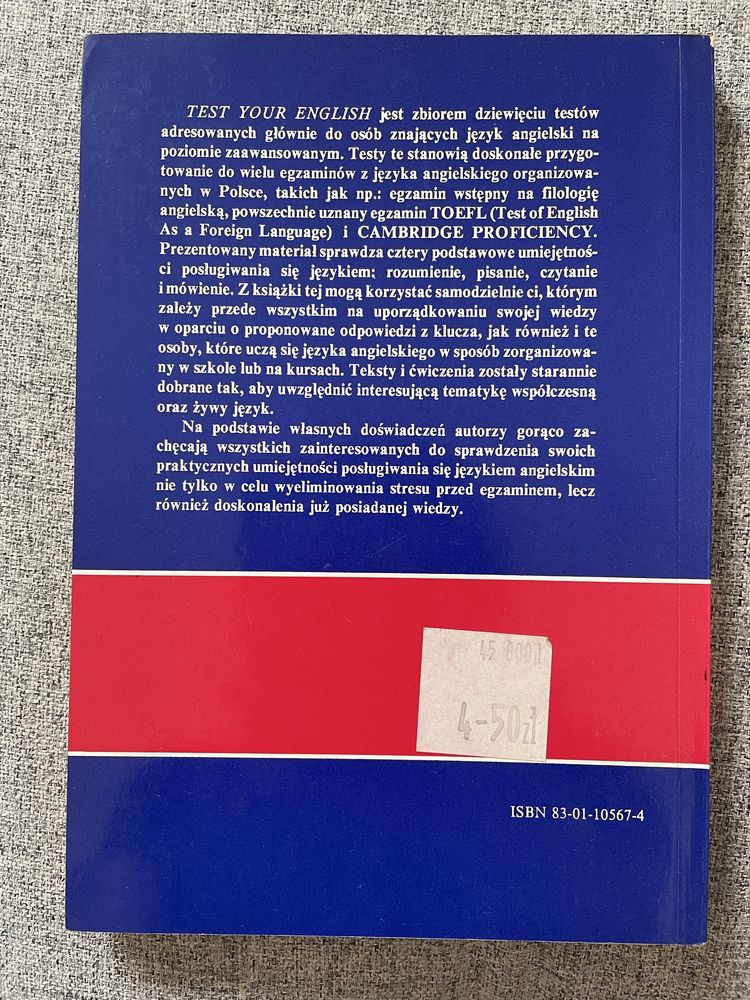 TEST YOUR ENGLISH jest zbiorem dziewięciu testów
adresowanych głównie do osób znających język angielski na
poziomie zaawansowanym. Testy te stanowią doskonałe przygo-
towanie do wielu egzaminów z języka angielskiego organizowa-
nych w Polsce, takich jak np.: egzamin wstępny na filologię
angielską, powszechnie uznany egzamin TOEFL (Test of English
As a Foreign Language) i CAMBRIDGE PROFICIENCY.
Prezentowany materiał sprawdza cztery podstawowe umiejętnoś-
ci posługiwania się językiem: rozumienie, pisanie, czytanie
i mówienie. Z książki tej mogą korzystać samodzielnie ci, którym
zależy przede wszystkim na uporządkowaniu swojej wiedzy
w oparciu o proponowane odpowiedzi z klucza, jak również i te
osoby, które uczą się języka angielskiego w sposób zorganizowa-
ny w szkole lub na kursach. Teksty i ćwiczenia zostały starannie
dobrane tak, aby uwzględnić interesującą tematykę współczesną
oraz żywy język.
Na podstawie własnych doświadczeń autorzy gorąco za-
chęcają wszystkich zainteresowanych do sprawdzenia swoich
praktycznych umiejętności posługiwania się językiem angielskim
nie tylko w celu wyeliminowania stresu przed egzaminem, lecz
również doskonalenia już posiadanej wiedzy.
45 000zł
4-50zł
ISBN 83-01-10567-4